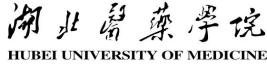 湖北醫藥學院
HUBEI UNIVERSITY OF MEDICINE